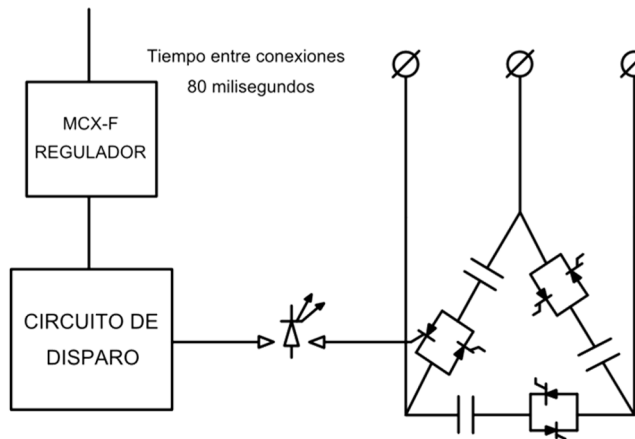 Tiempo entre conexiones
80 milisegundos
MCX-F
REGULADOR
CIRCUITO DE
DISPARO